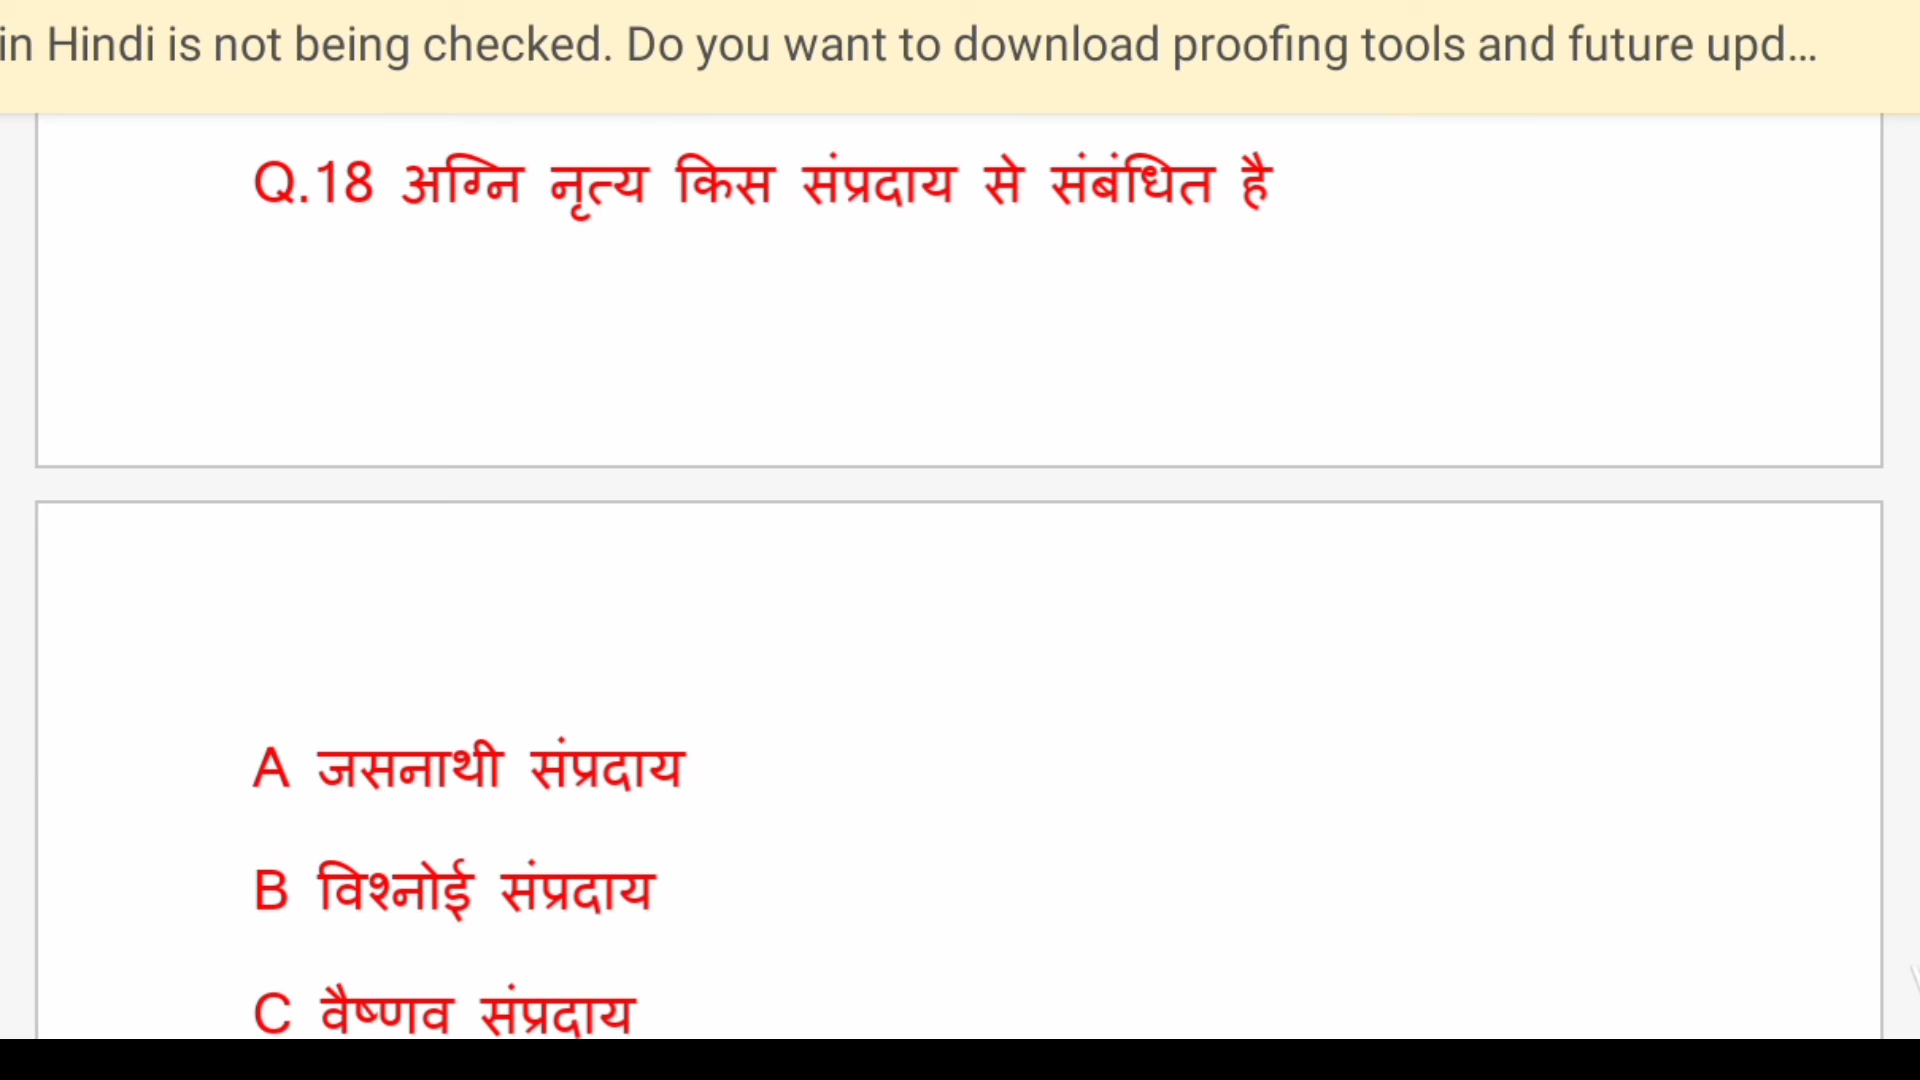 in Hindi is not being checked. Do you want to download proofing tools and future upd...
Q.18 अग्नि नृत्य किस संप्रदाय से संबंधित है
A जसनाथी संप्रदाय
B विश्नोई संप्रदाय
C वैष्णव संप्रदाय